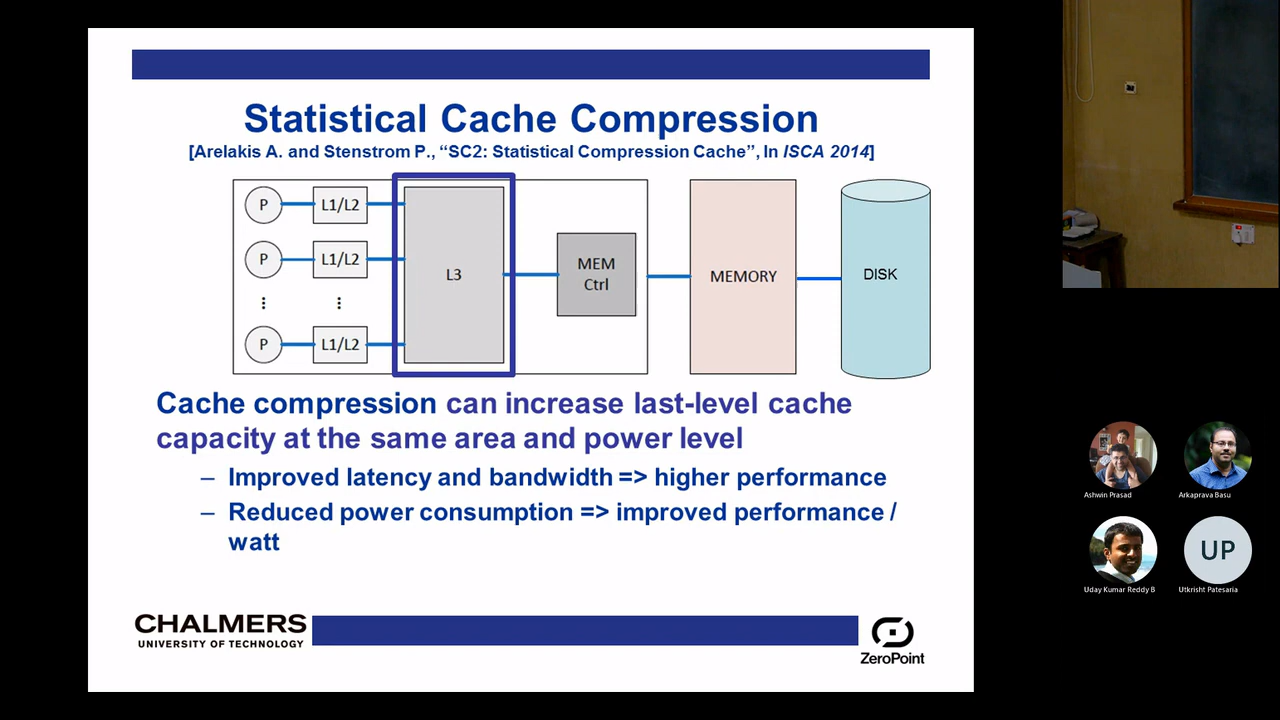 Statistical Cache Compression
[Arelakis A. and Stenstrom P., “SC2: Statistical Compression Cache”, In ISCA 2014]
P
L1/L2
P
L1/L2
⋮
⋮
P
L1/L2
L3
MEM
Ctrl
MEMORY
DISK
Cache compression can increase last-level cache
capacity at the same area and power level
– Improved latency and bandwidth => higher performance
– Reduced power consumption => improved performance /
watt
CHALMERS
UNIVERSITY OF TECHNOLOGY
ZeroPoint
Ashwin Prasad
Arkaprava Basu
UP
Uday Kumar Reddy B
Utkrisht Patesaria